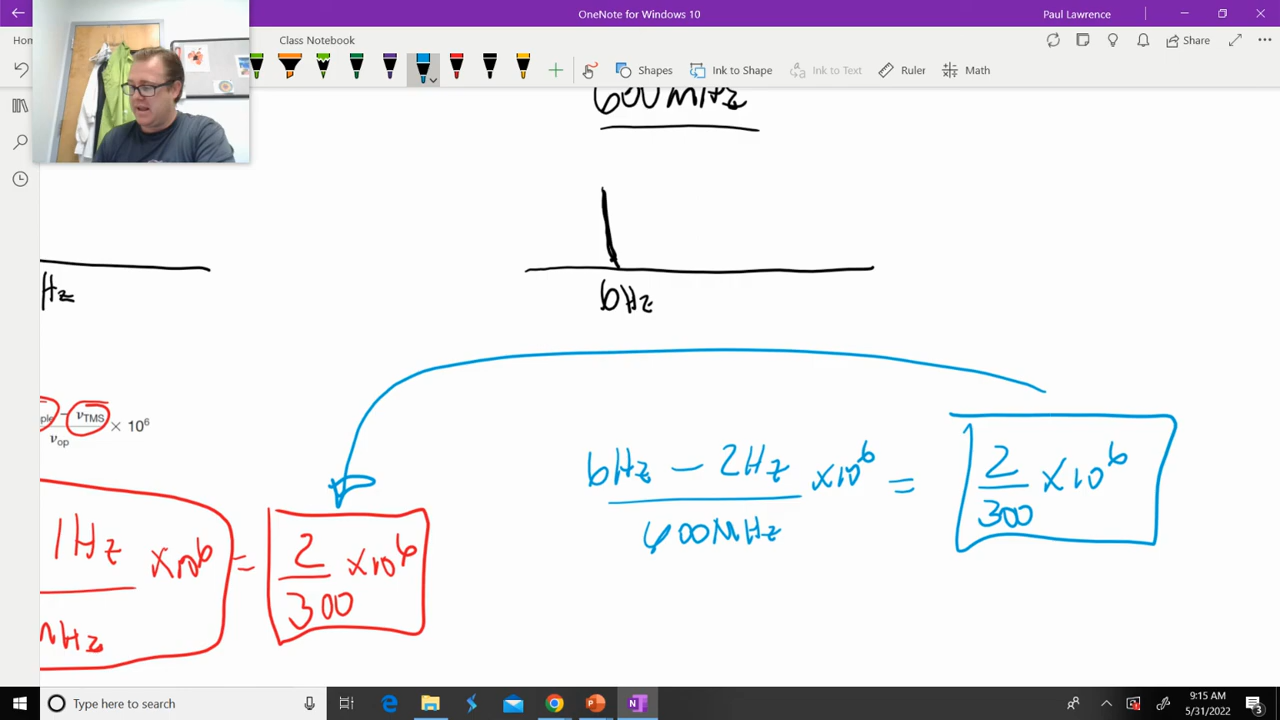 OneNote for Windows 10
Paul Lawrence
Class Notebook
Share
Shapes
Ink to Shape
Ink to Text
Ruler
Math
600MHz
Hz
6Hz
ple − νTMS
νop
× 10⁶
1Hz
MHz
×10⁶
=
2
300
×10⁶
6Hz − 2Hz
600MHz
×10⁶
=
2
300
×10⁶
Type here to search
9:15 AM
5/31/2022
3